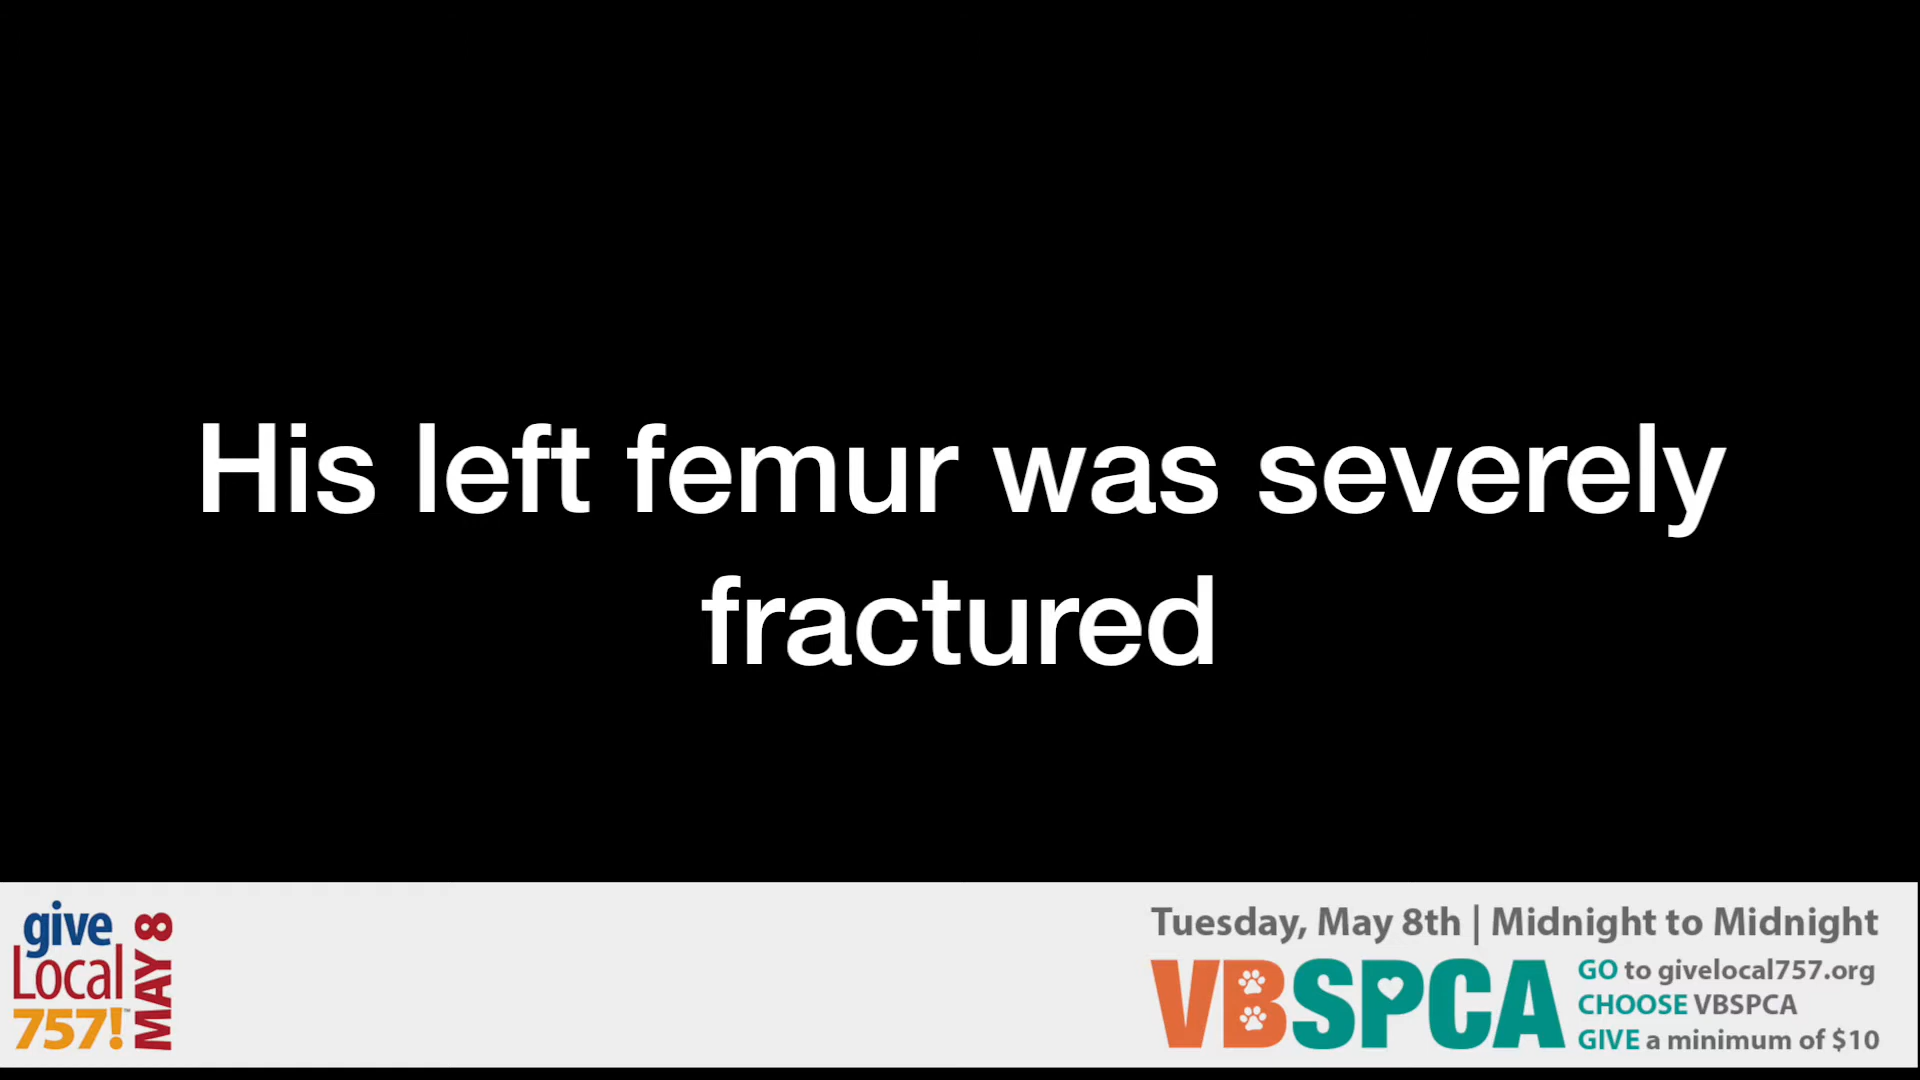 His left femur was severely
fractured
give
Local
757!™
MAY 8
Tuesday, May 8th | Midnight to Midnight
VBSPCA
GO to givelocal757.org
CHOOSE VBSPCA
GIVE a minimum of $10